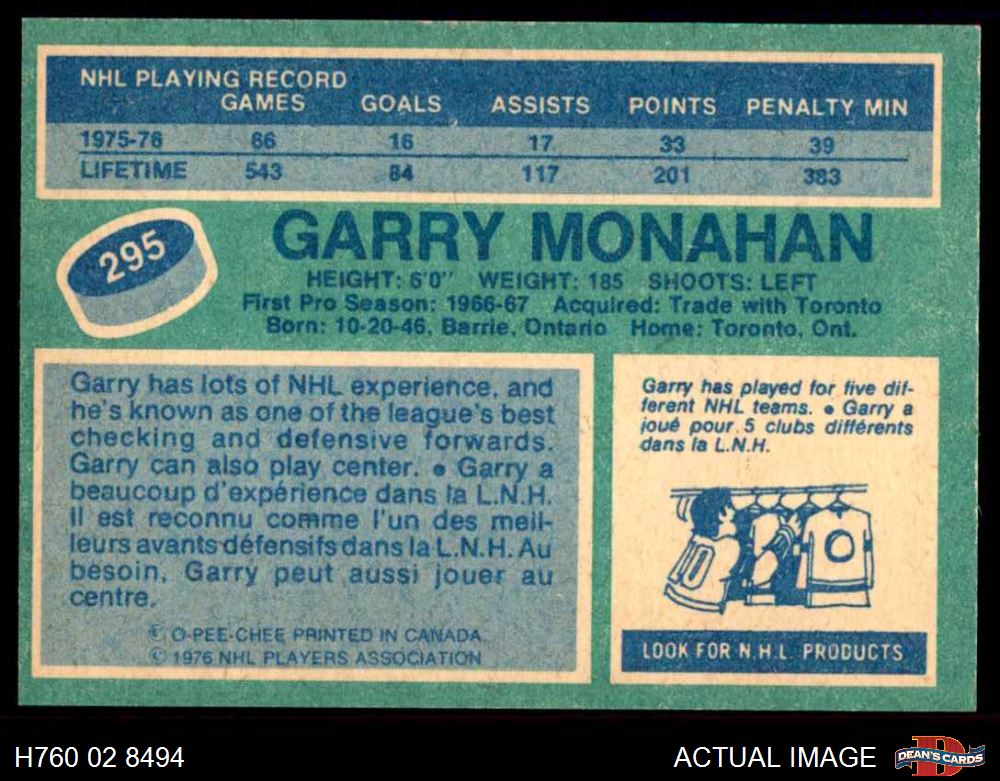 NHL PLAYING RECORD
GAMES GOALS ASSISTS POINTS PENALTY MIN
1975-76 66 16 17 33 39
LIFETIME 543 84 117 201 383
295
GARRY MONAHAN
HEIGHT: 6'0" WEIGHT: 185 SHOOTS: LEFT
First Pro Season: 1966-67 Acquired: Trade with Toronto
Born: 10-20-46, Barrie, Ontario Home: Toronto, Ont.
Garry has lots of NHL experience, and
he's known as one of the league's best
checking and defensive forwards.
Garry can also play center. • Garry a
beaucoup d'expérience dans la L.N.H.
Il est reconnu comme l'un des meil-
leurs avants défensifs dans la L.N.H. Au
besoin, Garry peut aussi jouer au
centre.
© O-PEE-CHEE PRINTED IN CANADA
© 1976 NHL PLAYERS ASSOCIATION
Garry has played for five dif-
ferent NHL teams. • Garry a
joué pour 5 clubs différents
dans la L.N.H.
10
O
LOOK FOR N.H.L. PRODUCTS
H760 02 8494 ACTUAL IMAGE
D
DEAN'S CARDS